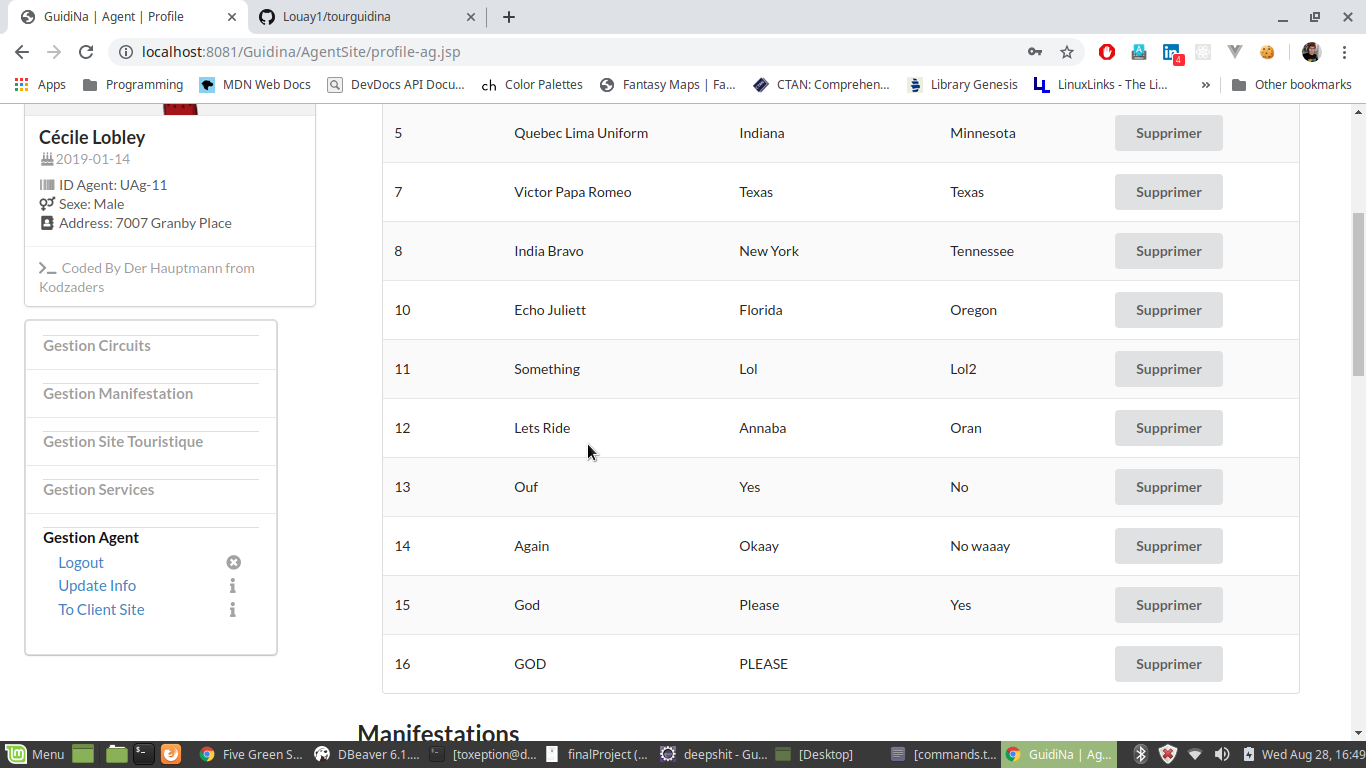 GuidiNa | Agent | Profile
Louay1/tourguidina
localhost:8081/Guidina/AgentSite/profile-ag.jsp
4
Apps
Programming
MDN Web Docs
DevDocs API Docu...
ch Color Palettes
Fantasy Maps | Fa...
CTAN: Comprehen...
Library Genesis
LinuxLinks - The Li...
»
Other bookmarks
Cécile Lobley
2019-01-14
ID Agent: UAg-11
Sexe: Male
Address: 7007 Granby Place
Coded By Der Hauptmann from
Kodzaders
Gestion Circuits
Gestion Manifestation
Gestion Site Touristique
Gestion Services
Gestion Agent
Logout
Update Info
To Client Site
5 Quebec Lima Uniform Indiana Minnesota Supprimer
7 Victor Papa Romeo Texas Texas Supprimer
8 India Bravo New York Tennessee Supprimer
10 Echo Juliett Florida Oregon Supprimer
11 Something Lol Lol2 Supprimer
12 Lets Ride Annaba Oran Supprimer
13 Ouf Yes No Supprimer
14 Again Okaay No waaay Supprimer
15 God Please Yes Supprimer
16 GOD PLEASE Supprimer
Manifestations
Menu
Five Green S...
DBeaver 6.1....
[toxeption@d...
finalProject (...
deepshit - Gu...
[Desktop]
[commands.t...
GuidiNa | Ag...
Wed Aug 28, 16:49